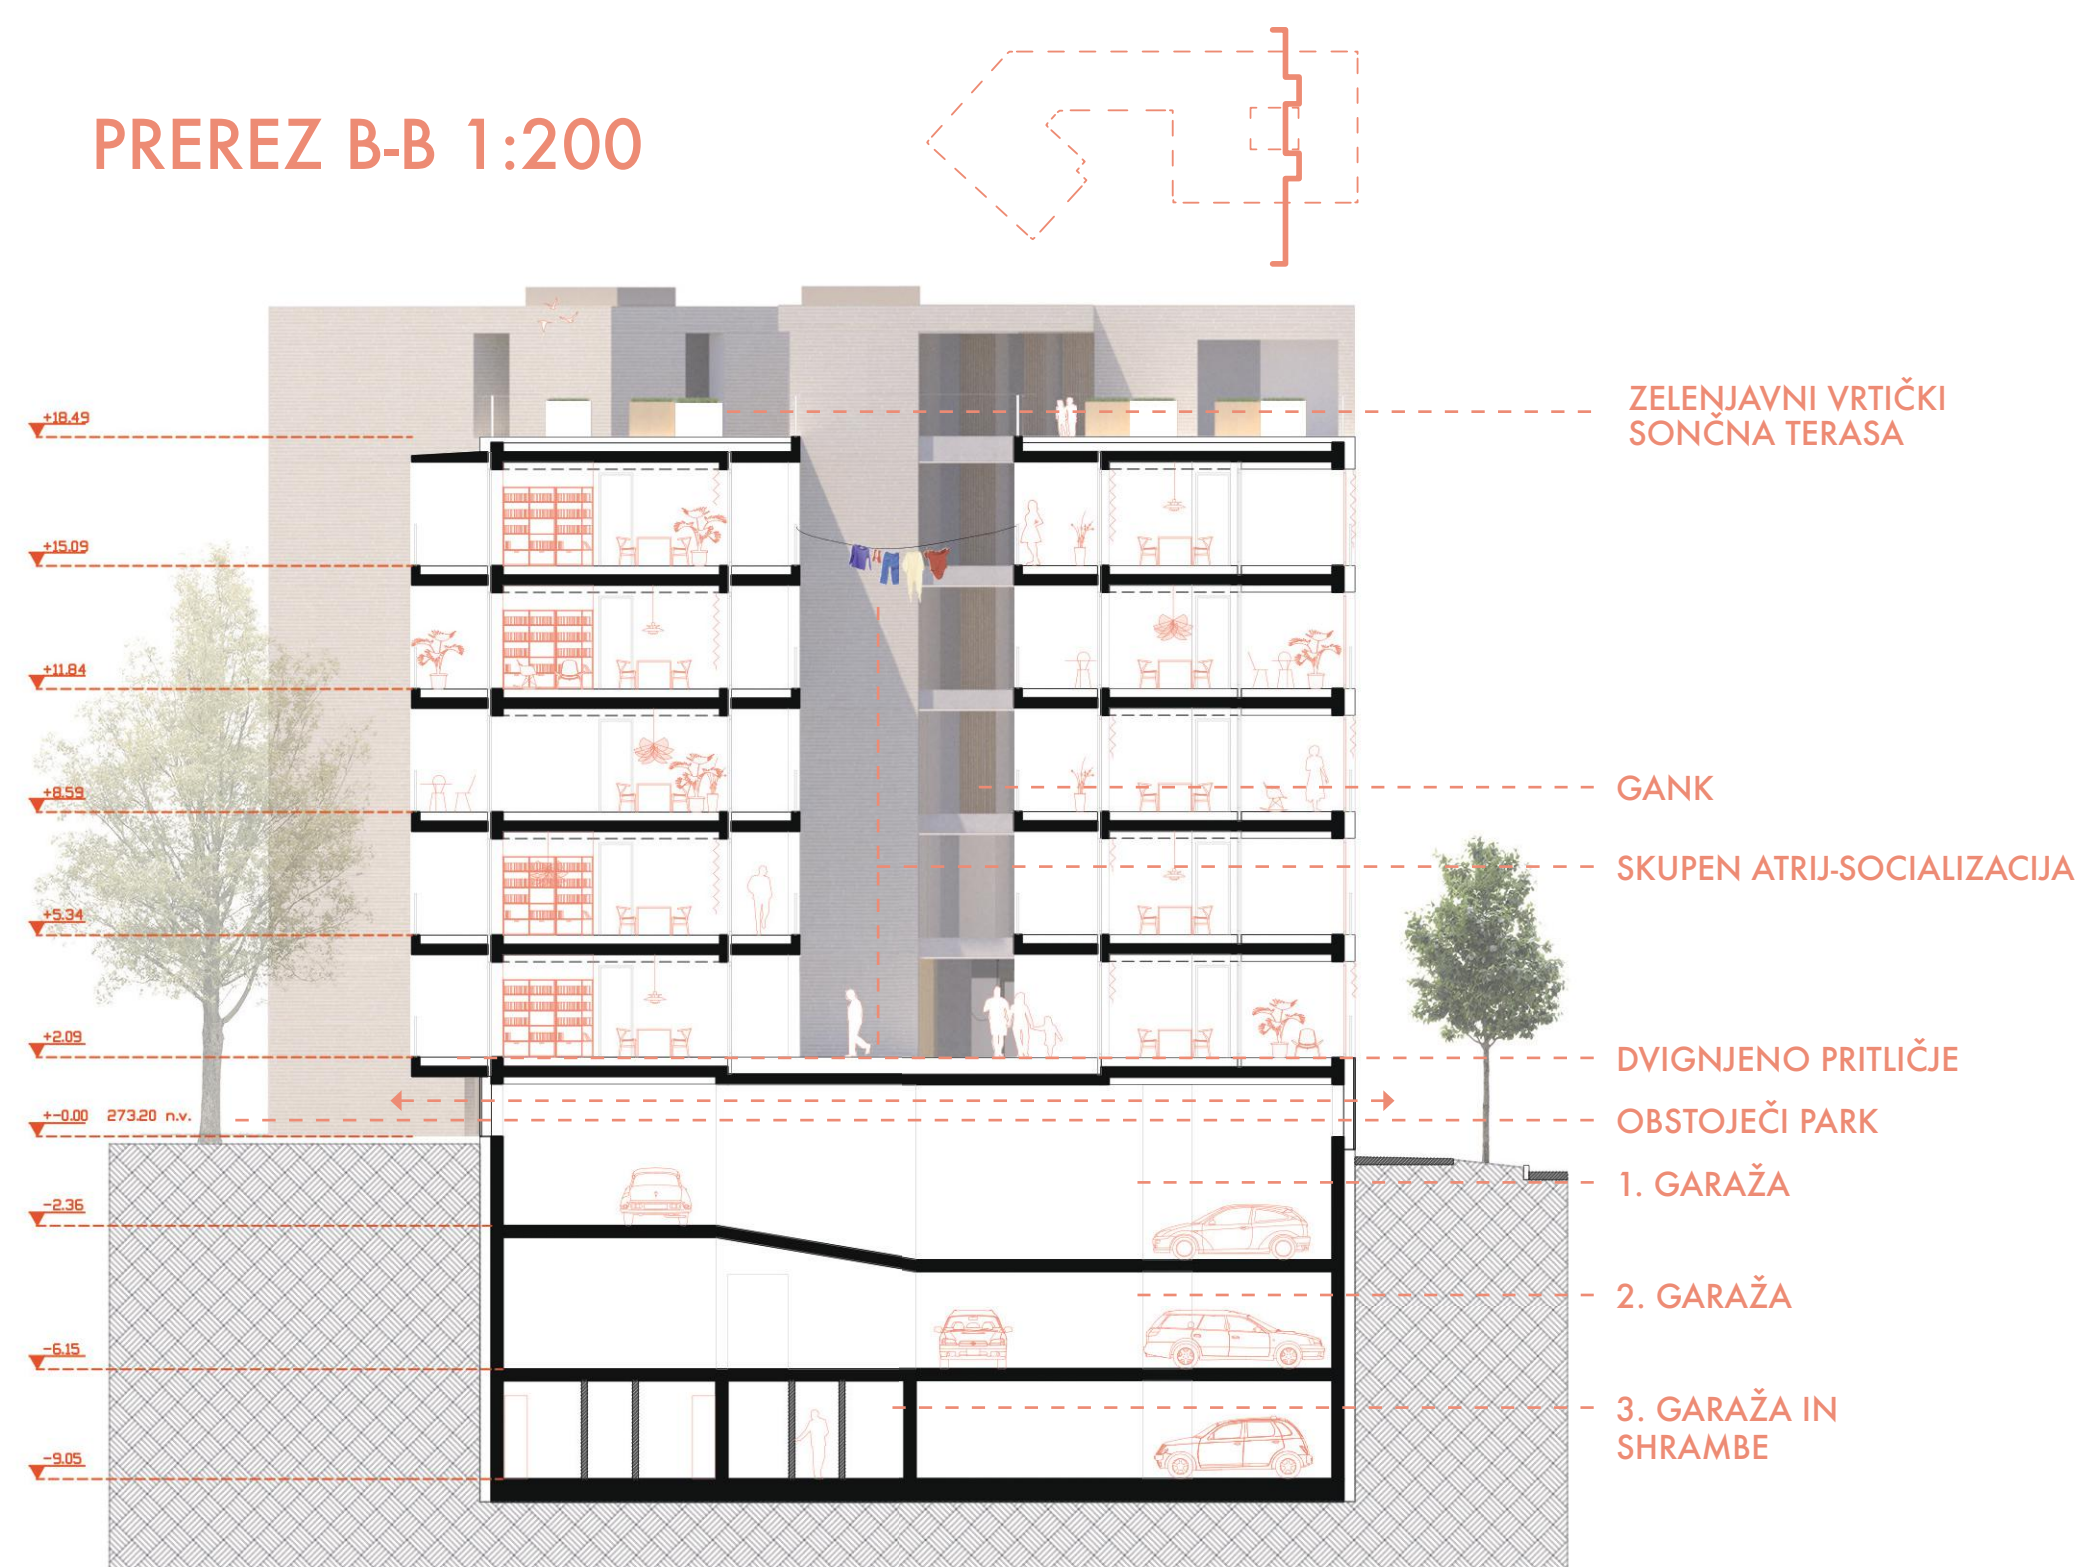 PREREZ B-B 1:200
ZELENJAVNI VRTIČKI
SONČNA TERASA
+18.49
+15.09
+11.84
GANK
+8.59
SKUPEN ATRIJ-SOCIALIZACIJA
+5.34
+2.09
DVIGNJENO PRITLIČJE
+-0.00 273.20 n.v.
OBSTOJEČI PARK
1. GARAŽA
-2.36
2. GARAŽA
-6.15
3. GARAŽA IN
SHRAMBE
-9.05